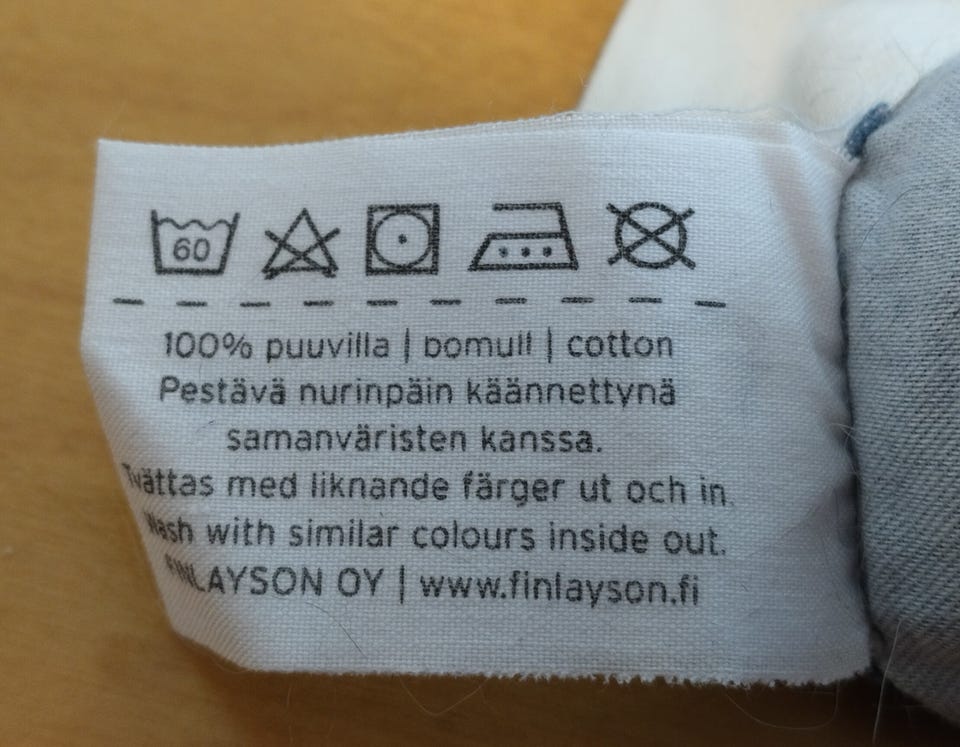 60
100% puuvilla | bomull | cotton
Pestävä nurinpäin käännettynä
samanväristen kanssa.
Tvättas med liknande färger ut och in.
Wash with similar colours inside out.
FINLAYSON OY | www.finlayson.fi